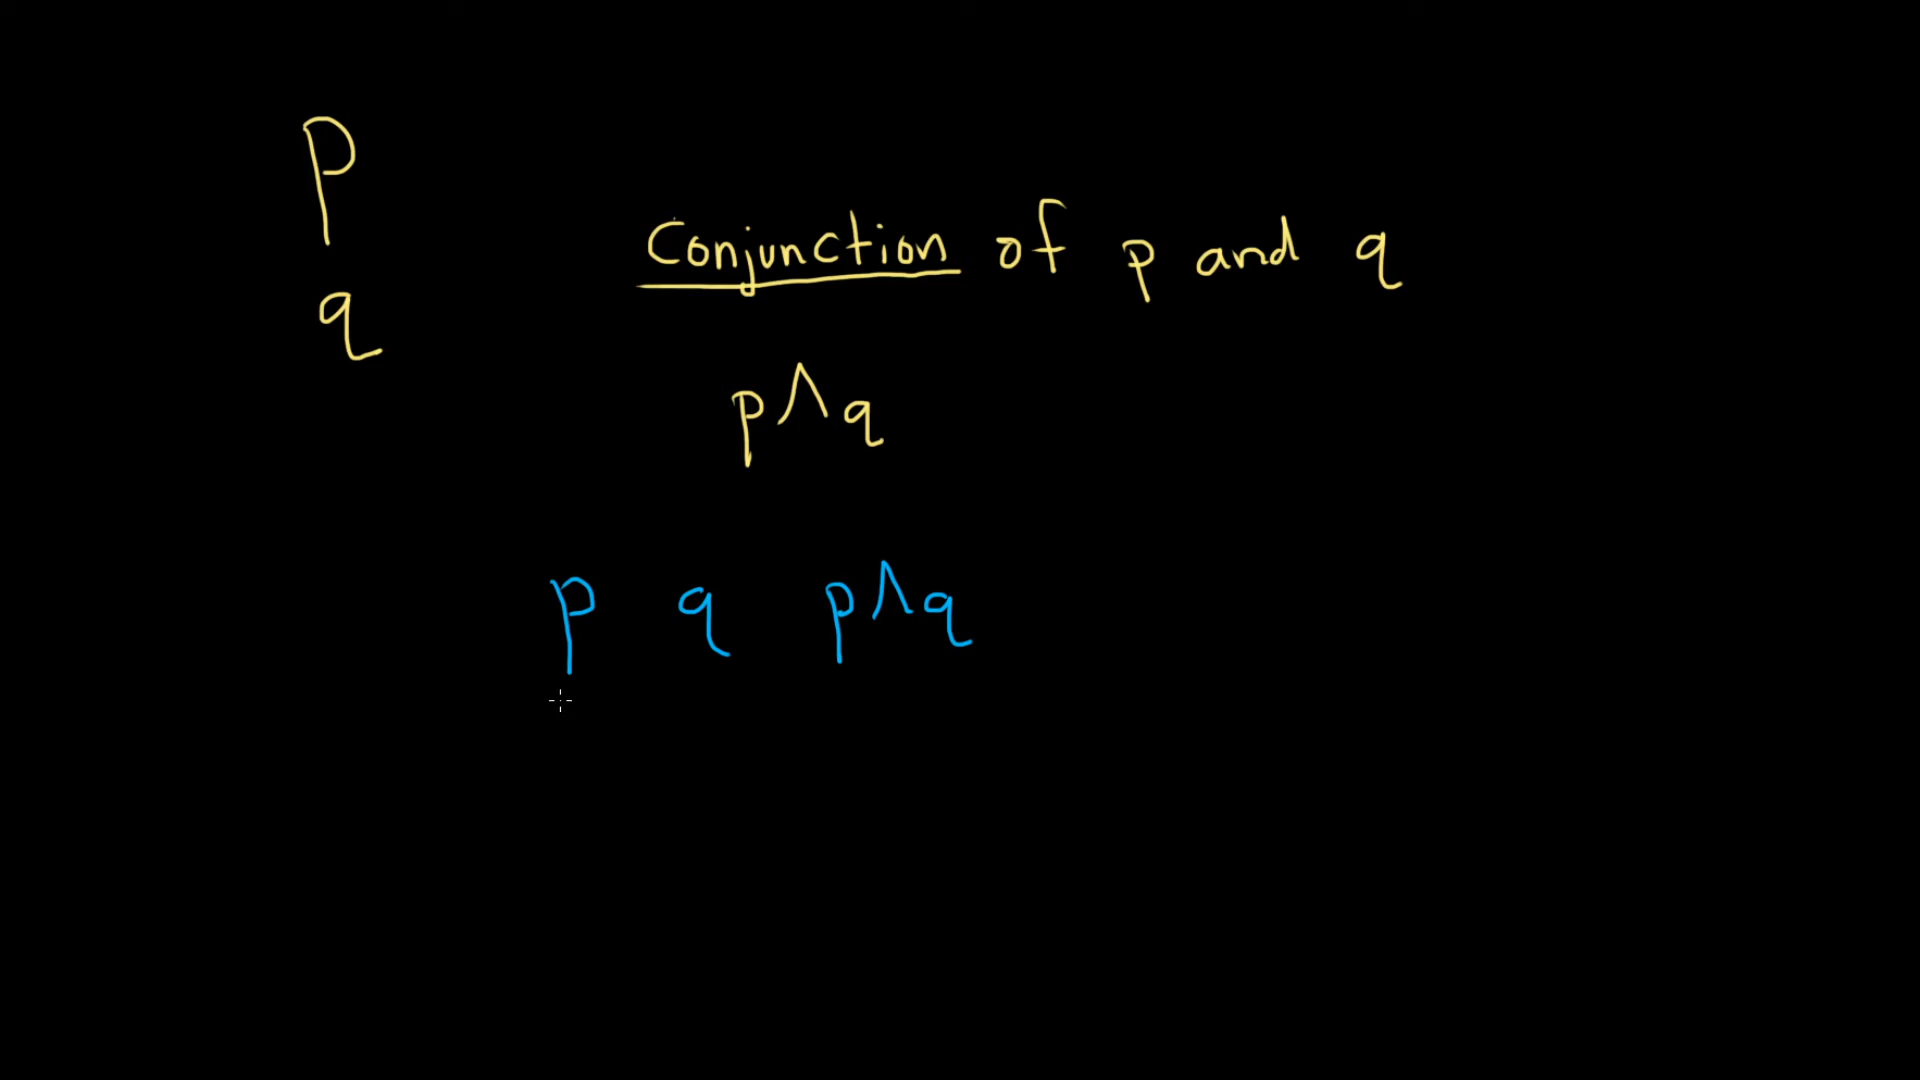 P
q
Conjunction of p and q
p∧q
p q p∧q